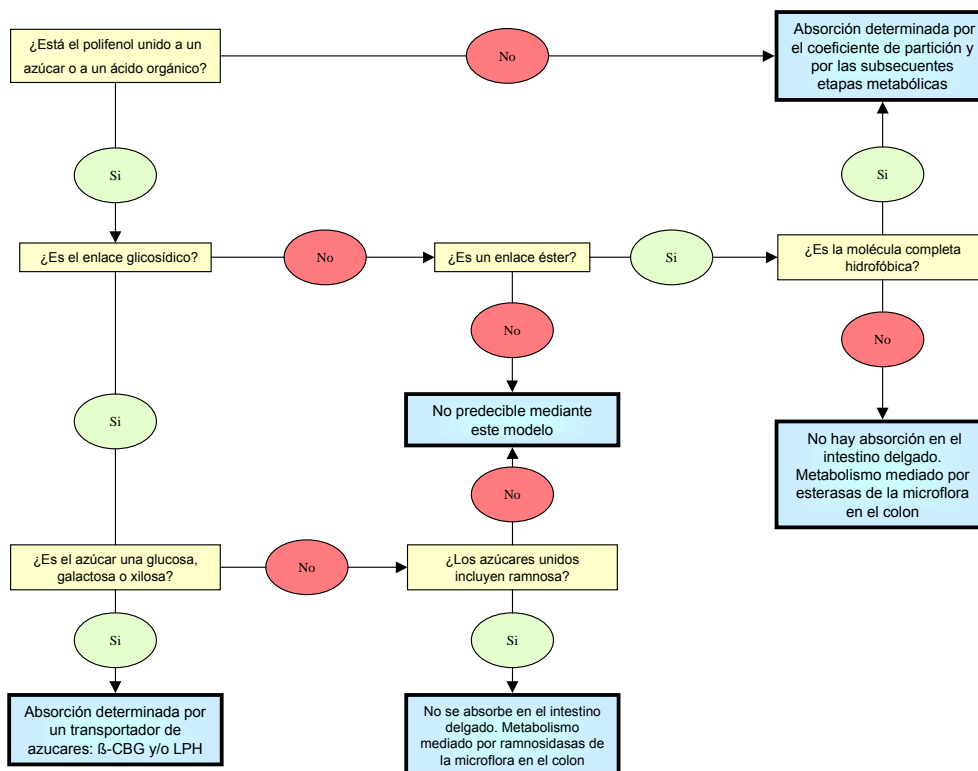 ¿Está el polifenol unido a un
azúcar o a un ácido orgánico?
No
Absorción determinada por
el coeficiente de partición y
por las subsecuentes
etapas metabólicas
Si
Si
¿Es el enlace glicosídico?
No
¿Es un enlace éster?
Si
¿Es la molécula completa
hidrofóbica?
No
No
Si
No predecible mediante
este modelo
No hay absorción en el
intestino delgado.
Metabolismo mediado por
esterasas de la microflora
en el colon
No
¿Es el azúcar una glucosa,
galactosa o xilosa?
No
¿Los azúcares unidos
incluyen ramnosa?
Si
Si
Absorción determinada por
un transportador de
azucares: ß-CBG y/o LPH
No se absorbe en el intestino
delgado. Metabolismo
mediado por ramnosidasas de
la microflora en el colon